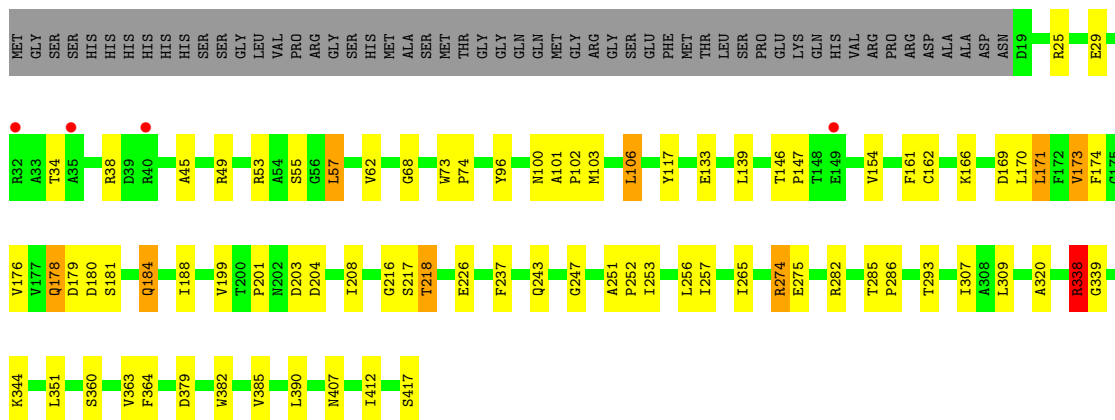 MET GLY SER SER HIS HIS HIS HIS HIS HIS SER SER GLY LEU VAL PRO ARG GLY SER HIS MET ALA SER MET THR GLY GLY GLN GLN MET GLY ARG GLY SER GLU PHE MET THR LEU SER PRO GLU LYS GLN HIS VAL ARG PRO ARG ASP ALA ALA ASP ASN D19 R25 E29
R32 A33 T34 A35 R38 D39 R40 A45 R49 R53 A54 S55 G56 L57 V62 G68 W73 P74 Y96 N100 A101 P102 M103 L106 Y117 E133 L139 T146 P147 T148 E149 V154 F161 C162 K166 D169 L170 L171 F172 V173 F174 G175
V176 V177 Q178 D179 D180 S181 Q184 I188 V199 T200 P201 N202 D203 D204 I208 G216 S217 T218 E226 F237 Q243 G247 A251 P252 I253 L256 I257 I265 R274 E275 R282 T285 P286 T293 I307 A308 L309 A320 R338 G339
K344 L351 S360 V363 F364 D379 W382 V385 L390 N407 I412 S417